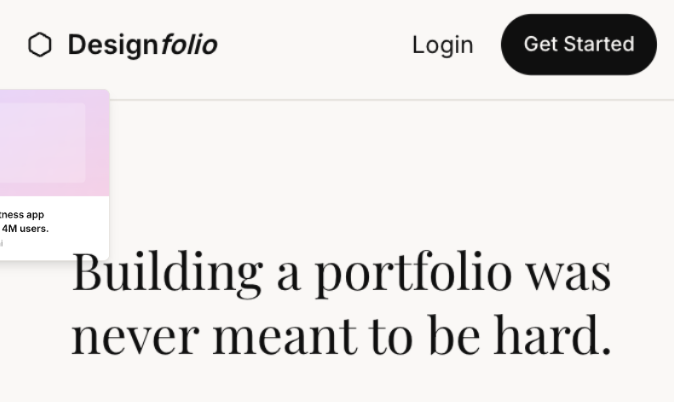 Designfolio
Login
Get Started
tness app
4M users.
Building a portfolio was
never meant to be hard.